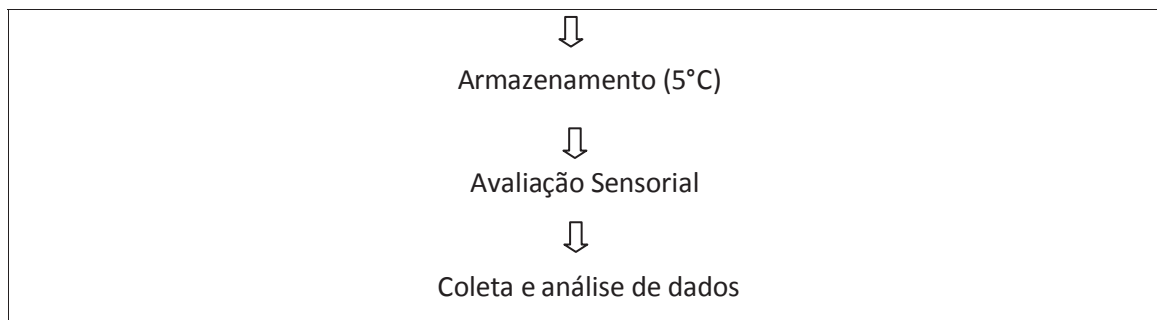 Armazenamento (5°C)
Avaliação Sensorial
Coleta e análise de dados